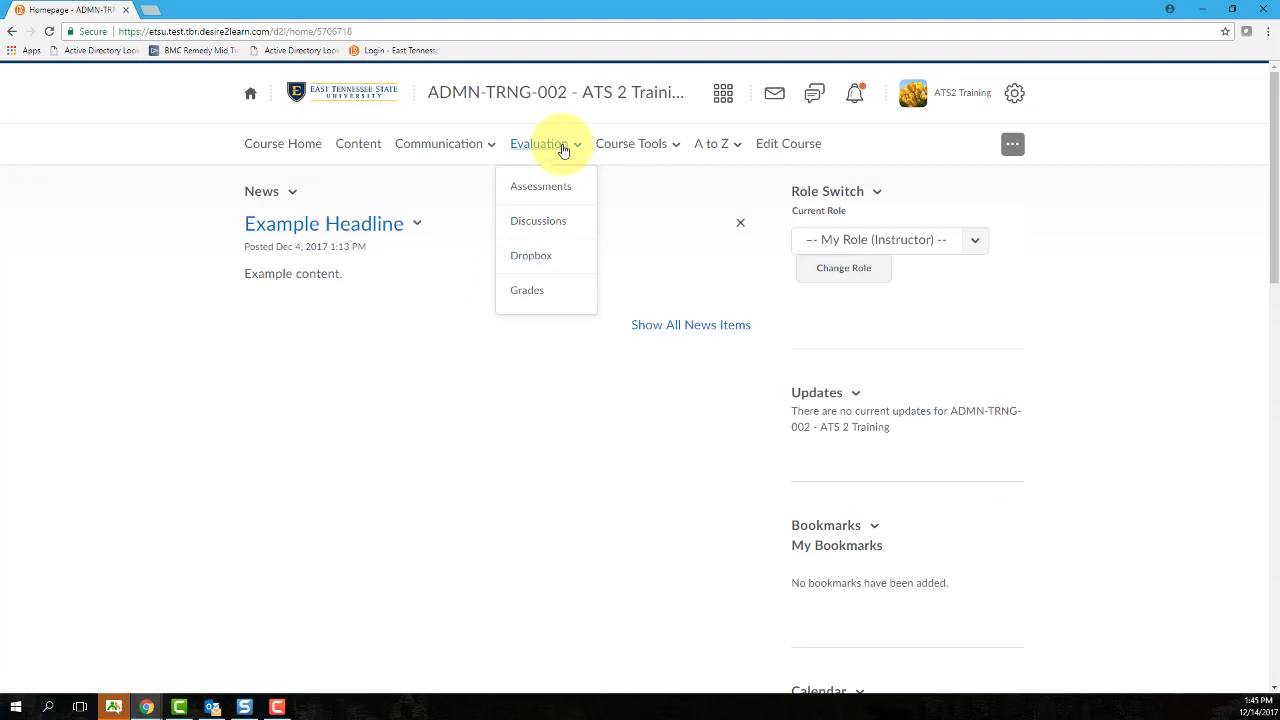 Homepage - ADMN-TRN
Secure
https://etsu.test.tbr.desire2learn.com/d2l/home/5706718
Apps
Active Directory Look
BMC Remedy Mid Ti
Active Directory Look
Login - East Tennesse
EAST TENNESSEE STATE
UNIVERSITY
ADMN-TRNG-002 - ATS 2 Traini...
ATS2 Training
Course Home
Content
Communication
Evaluation
Course Tools
A to Z
Edit Course
Assessments
Discussions
Dropbox
Grades
News
Example Headline
Posted Dec 4, 2017 1:13 PM
Example content.
Show All News Items
Role Switch
Current Role
-- My Role (Instructor) --
Change Role
Updates
There are no current updates for ADMN-TRNG-
002 - ATS 2 Training
Bookmarks
My Bookmarks
No bookmarks have been added.
Calendar
1:45 PM
12/14/2017